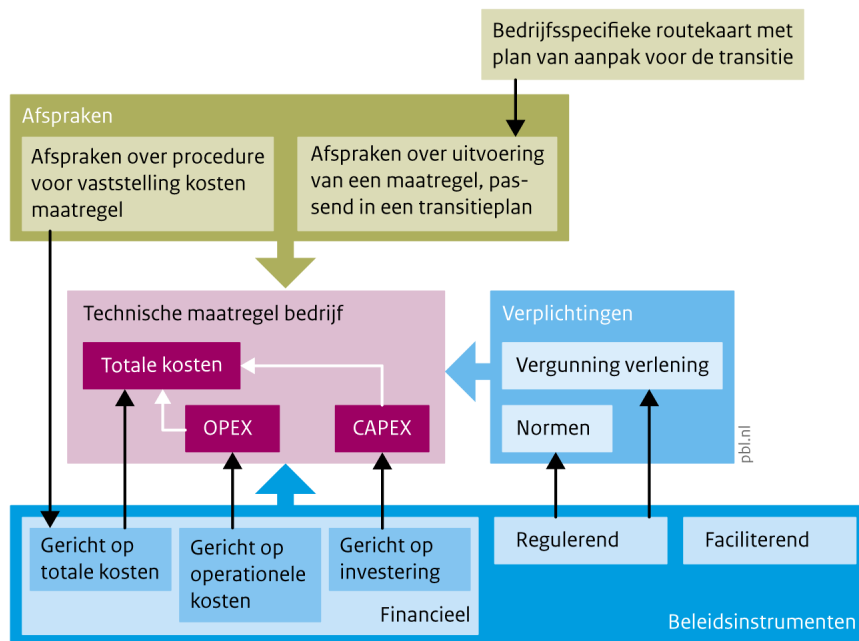 Bedrijfsspecifieke routekaart met
plan van aanpak voor de transitie
Afspraken
Afspraken over procedure
voor vaststelling kosten
maatregel
Afspraken over uitvoering
van een maatregel, pas-
send in een transitieplan
Technische maatregel bedrijf
Totale kosten
OPEX
CAPEX
Verplichtingen
Vergunning verlening
Normen
pbl.nl
Gericht op
totale kosten
Gericht op
operationele
kosten
Gericht op
investering
Financieel
Regulerend
Faciliterend
Beleidsinstrumenten